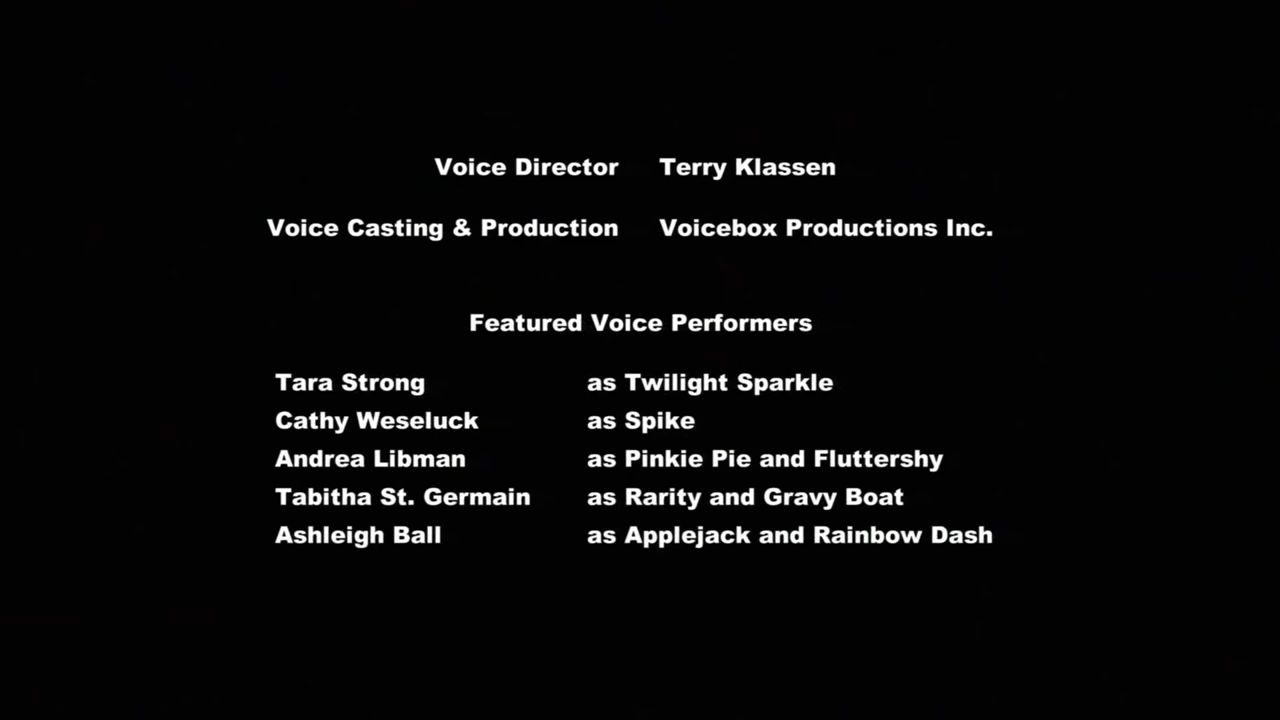 Voice Director Terry Klassen
Voice Casting & Production Voicebox Productions Inc.
Featured Voice Performers
Tara Strong as Twilight Sparkle
Cathy Weseluck as Spike
Andrea Libman as Pinkie Pie and Fluttershy
Tabitha St. Germain as Rarity and Gravy Boat
Ashleigh Ball as Applejack and Rainbow Dash